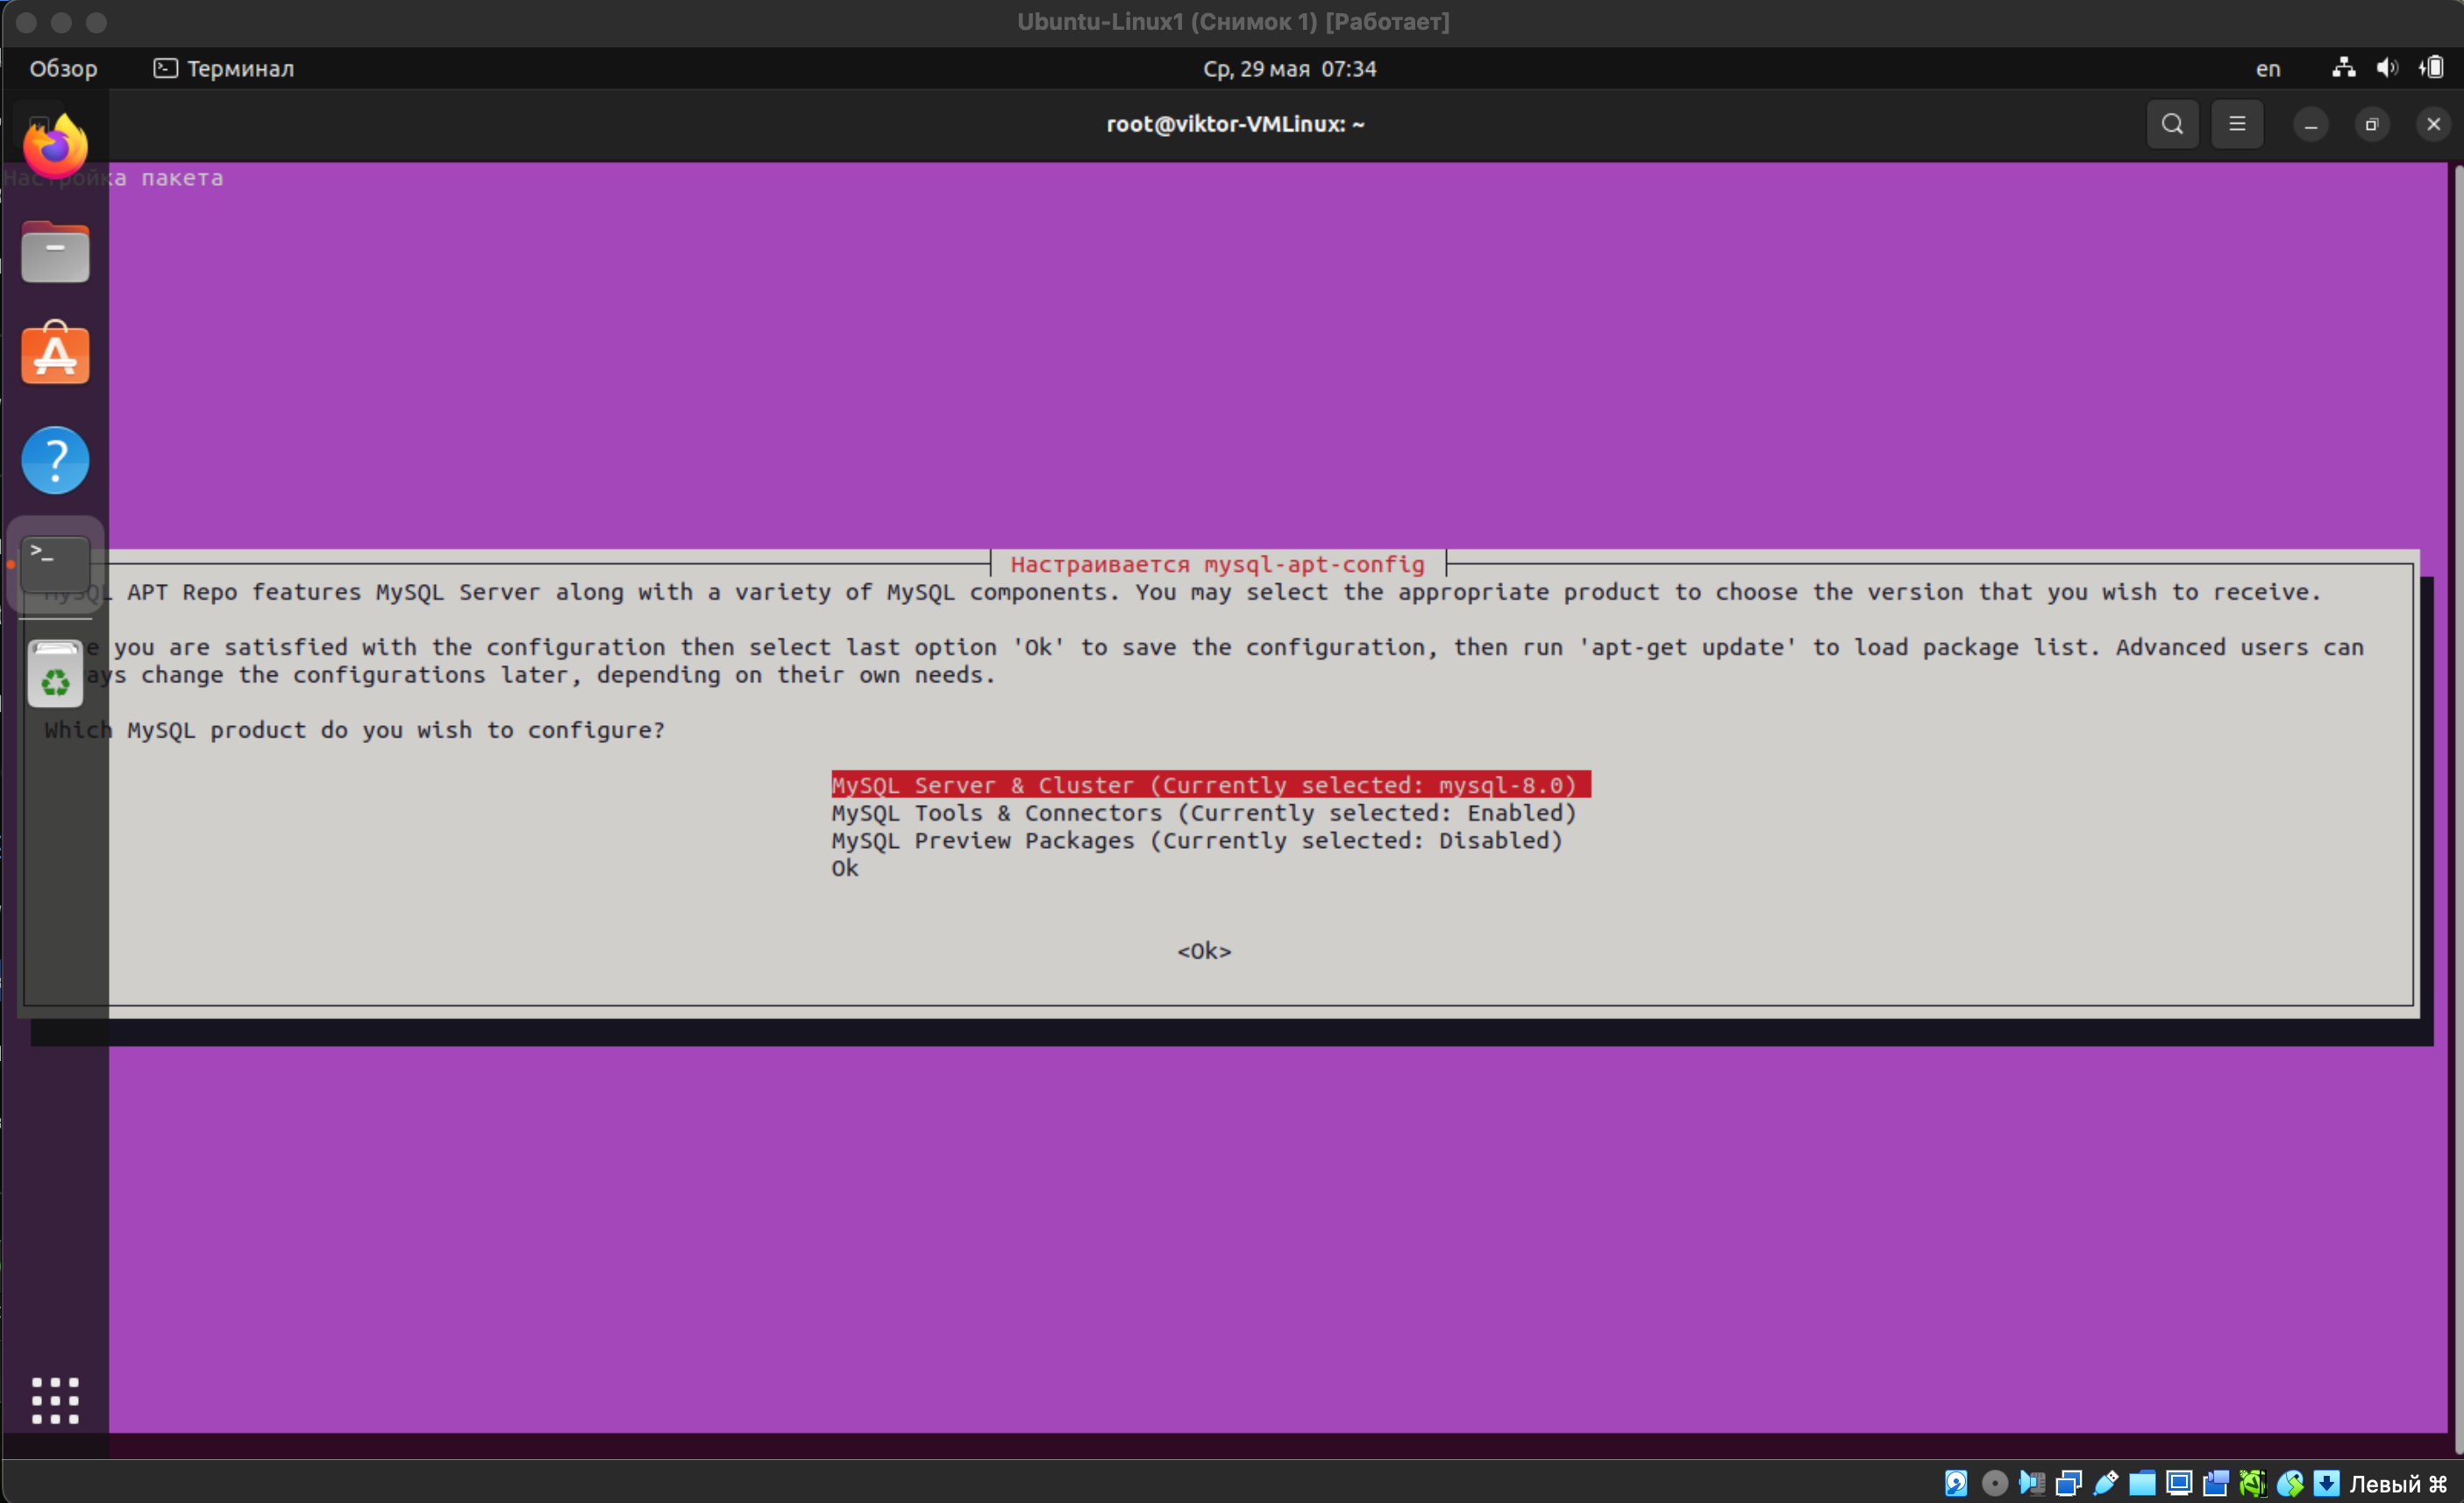 Ubuntu-Linux1 (Снимок 1) [Работает]
Обзор Терминал Ср, 29 мая 07:34 en
root@viktor-VMLinux: ~
Настройка пакета
Настраивается mysql-apt-config
MySQL APT Repo features MySQL Server along with a variety of MySQL components. You may select the appropriate product to choose the version that you wish to receive.
e you are satisfied with the configuration then select last option 'Ok' to save the configuration, then run 'apt-get update' to load package list. Advanced users can
ays change the configurations later, depending on their own needs.
Which MySQL product do you wish to configure?
MySQL Server & Cluster (Currently selected: mysql-8.0)
MySQL Tools & Connectors (Currently selected: Enabled)
MySQL Preview Packages (Currently selected: Disabled)
Ok
<Ok>
Левый ⌘